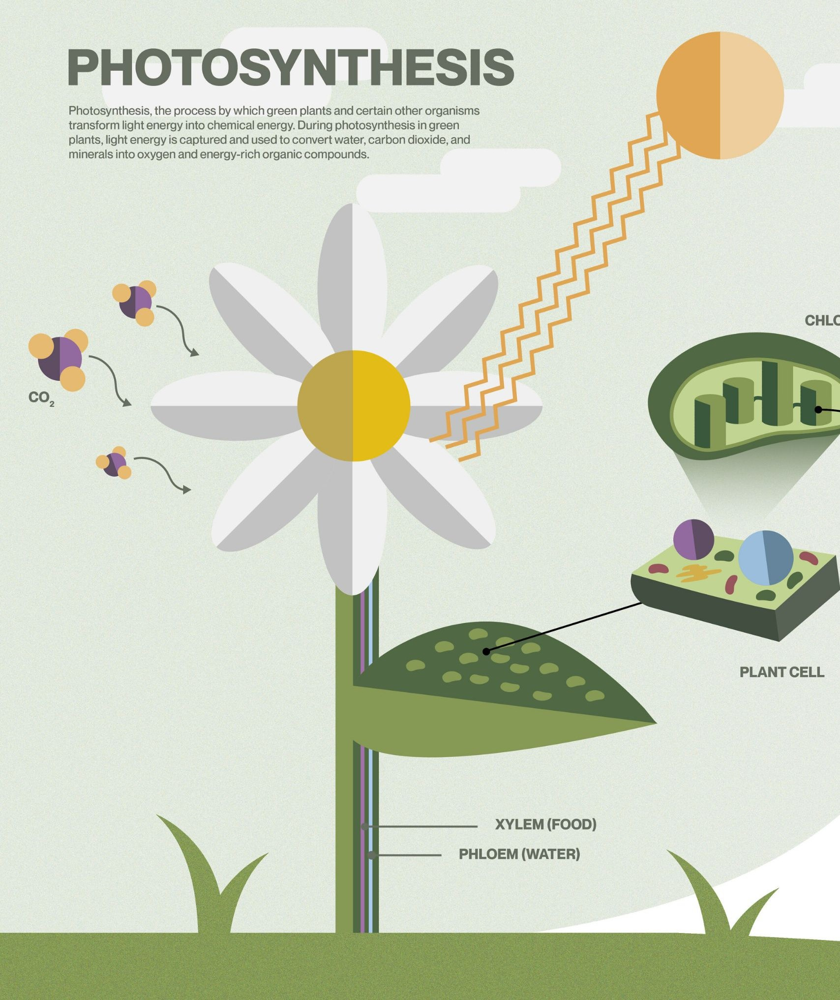 PHOTOSYNTHESIS
Photosynthesis, the process by which green plants and certain other organisms
transform light energy into chemical energy. During photosynthesis in green
plants, light energy is captured and used to convert water, carbon dioxide, and
minerals into oxygen and energy-rich organic compounds.
CO₂
PLANT CELL
XYLEM (FOOD)
PHLOEM (WATER)